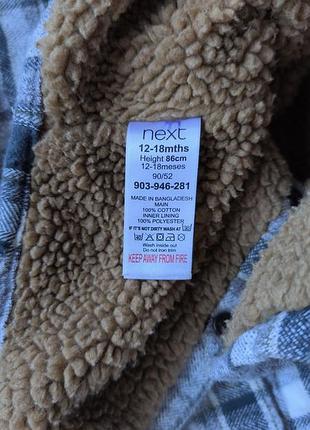 next
12-18mths
Height 86cm
12-18meses
90/52
903-946-281
MADE IN BANGLADESH
MAIN
100% COTTON
INNER LINING
100% POLYESTER
IF IT'S NOT DIRTY WASH AT 30
Wash inside out
Do not iron trim
KEEP AWAY FROM FIRE